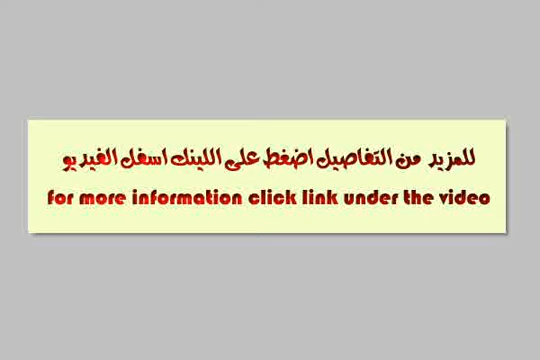 للمزيد من التفاصيل اضغط على اللينك اسفل الفيديو
for more information click link under the video